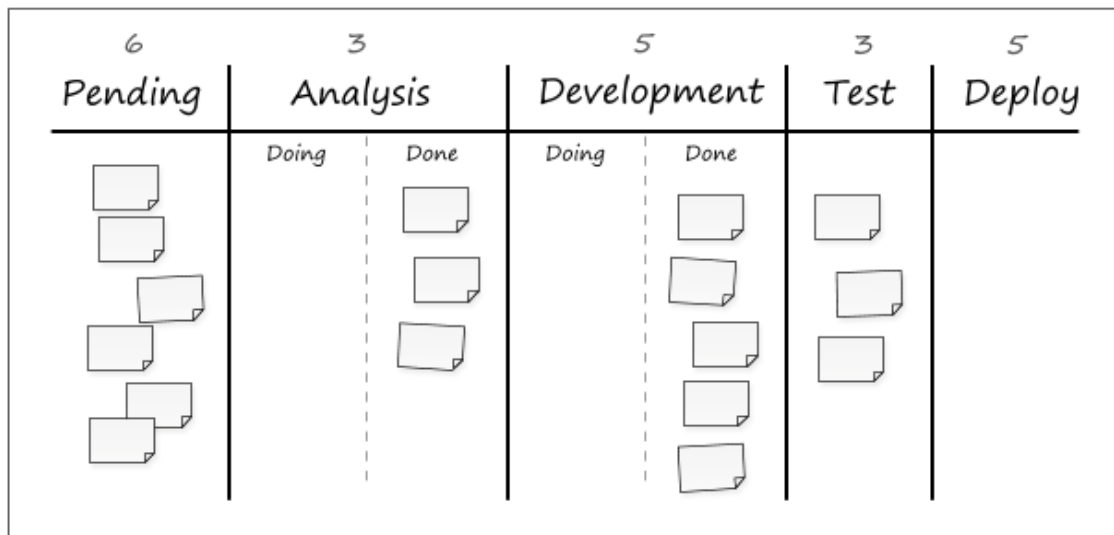 6 3 5 3 5
Pending Analysis Development Test Deploy
Doing Done Doing Done